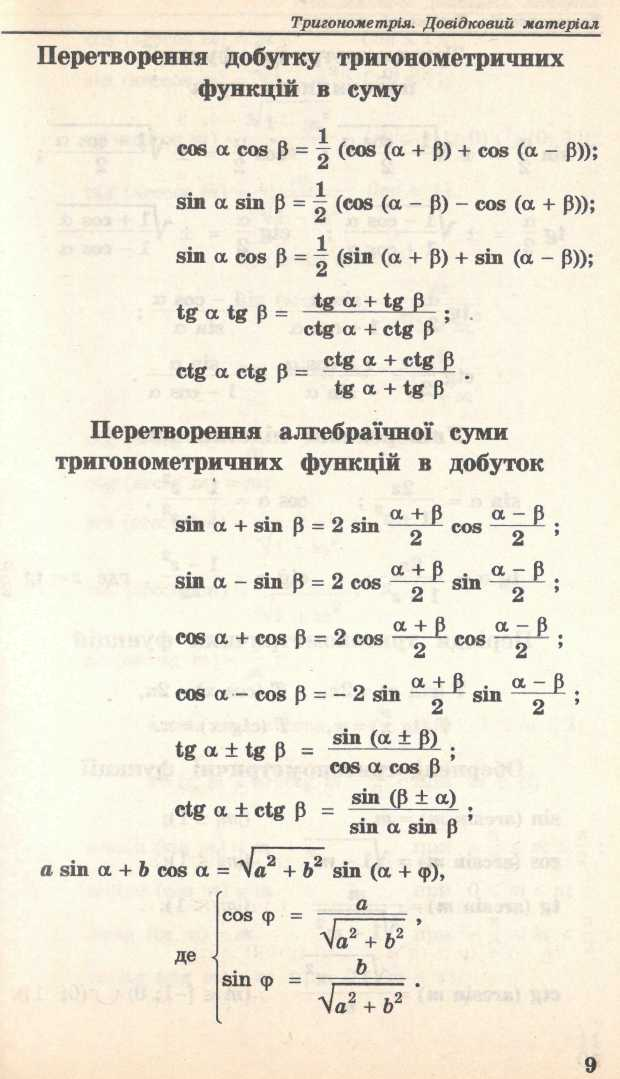 Тригонометрія. Довідковий матеріал
Перетворення добутку тригонометричних
функцій в суму
cos α cos β = 1/2 (cos (α + β) + cos (α − β));
sin α sin β = 1/2 (cos (α − β) − cos (α + β));
sin α cos β = 1/2 (sin (α + β) + sin (α − β));
tg α tg β = (tg α + tg β)/(ctg α + ctg β) ;
ctg α ctg β = (ctg α + ctg β)/(tg α + tg β) .
Перетворення алгебраїчної суми
тригонометричних функцій в добуток
sin α + sin β = 2 sin (α + β)/2 cos (α − β)/2 ;
sin α − sin β = 2 cos (α + β)/2 sin (α − β)/2 ;
cos α + cos β = 2 cos (α + β)/2 cos (α − β)/2 ;
cos α − cos β = − 2 sin (α + β)/2 sin (α − β)/2 ;
tg α ± tg β = sin (α ± β)/(cos α cos β) ;
ctg α ± ctg β = sin (β ± α)/(sin α sin β) ;
a sin α + b cos α = √(a² + b²) sin (α + φ),
де { cos φ = a/√(a² + b²) ,
sin φ = b/√(a² + b²) .
9